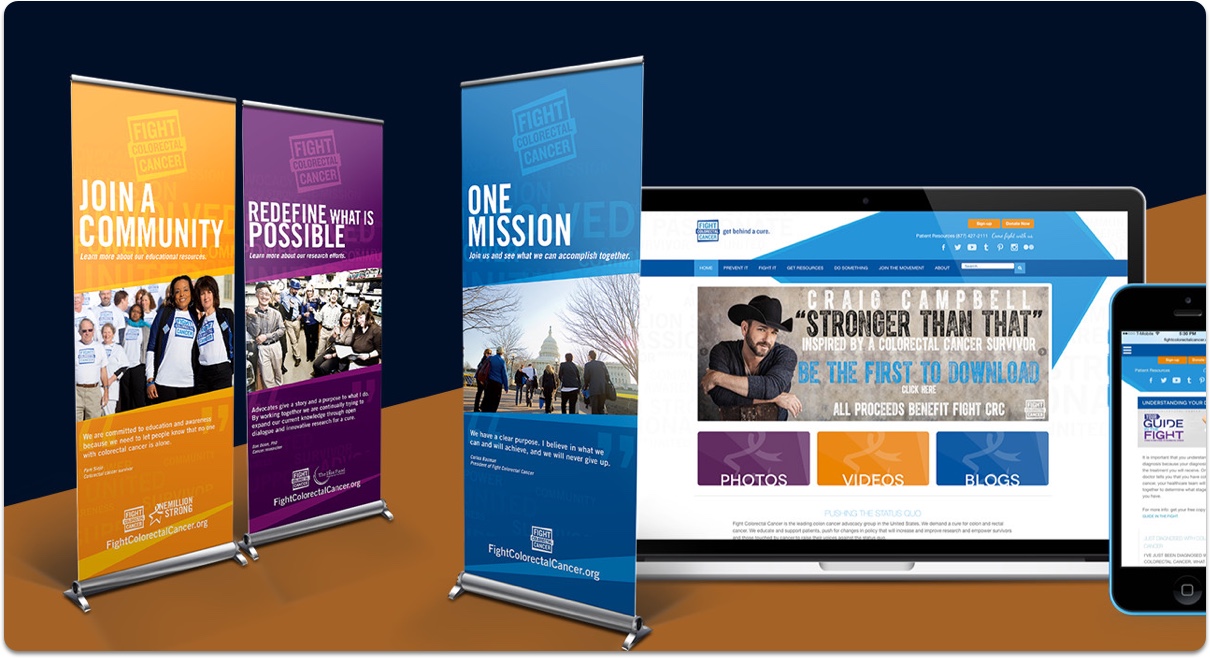 FIGHT
COLORECTAL
CANCER
JOIN A
COMMUNITY
Learn more about our educational resources.
We are committed to education and awareness
because we need to let people know that no one
with colorectal cancer is alone.
Colorectal cancer survivor
FIGHT
COLORECTAL
CANCER
ONE MILLION
STRONG
FightColorectalCancer.org
FIGHT
COLORECTAL
CANCER
REDEFINE WHAT IS
POSSIBLE
Learn more about our research efforts.
Advocates give a story and a purpose to what I do.
By working together we are continually trying to
expand our current knowledge through open
dialogue and innovative research for a cure.
FIGHT
COLORECTAL
CANCER
FightColorectalCancer.org
FIGHT
COLORECTAL
CANCER
ONE
MISSION
Join us and see what we can accomplish together.
We have a clear purpose. I believe in what we
can and will achieve, and we will never give up.
President of Fight Colorectal Cancer
FIGHT
COLORECTAL
CANCER
FightColorectalCancer.org
FIGHT
COLORECTAL
CANCER
get behind a cure.
Sign up
Donate Now
Patient Resources (877) 427-2111 Come fight with us
HOME PREVENT IT FIGHT IT GET RESOURCES DO SOMETHING JOIN THE MOVEMENT ABOUT
CRAIG CAMPBELL
“STRONGER THAN THAT”
INSPIRED BY A COLORECTAL CANCER SURVIVOR
BE THE FIRST TO DOWNLOAD
CLICK HERE
ALL PROCEEDS BENEFIT FIGHT CRC
FIGHT
COLORECTAL
CANCER
PHOTOS
VIDEOS
BLOGS
PUSHING THE STATUS QUO
Fight Colorectal Cancer is the leading colon cancer advocacy group in the United States. We demand a cure for colon and rectal
cancer. We educate and support patients, push for changes in policy that will increase and improve research and empower survivors
and those touched by cancer to raise their voices against the status quo.
T-Mobile
5:36 PM
fightcolorectalcancer
Sign up
Donate
Patient Resources
UNDERSTANDING YOUR D
YOUR
GUIDE
IN THE
FIGHT
It is important that you understand
diagnosis because your diagnosis
the treatment you will receive. On
doctor tells you that you have col
cancer, your healthcare team will
together to determine what stage
you have.
For more info, get your free copy
GUIDE IN THE FIGHT
JUST DIAGNOSED WITH COL
CANCER
I'VE JUST BEEN DIAGNOSED W
COLORECTAL CANCER, WHAT